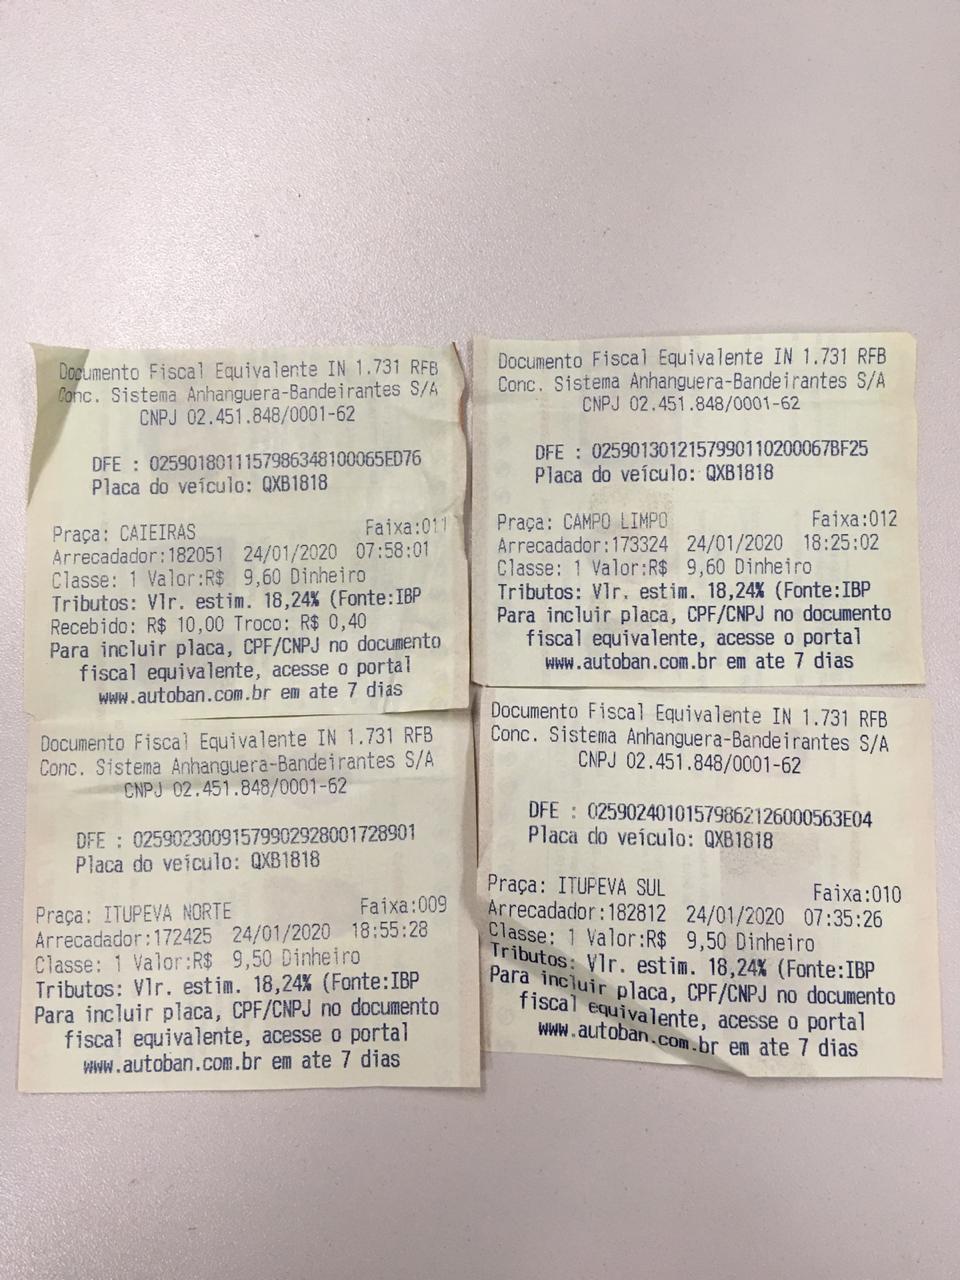 Documento Fiscal Equivalente IN 1.731 RFB
Conc. Sistema Anhanguera-Bandeirantes S/A
CNPJ 02.451.848/0001-62
DFE : 0259018011157986348100065ED76
Placa do veículo: QXB1818
Praça: CAIEIRAS Faixa:011
Arrecadador:182051 24/01/2020 07:58:01
Classe: 1 Valor:R$ 9,60 Dinheiro
Tributos: Vlr. estim. 18,24% (Fonte:IBP
Recebido: R$ 10,00 Troco: R$ 0,40
Para incluir placa, CPF/CNPJ no documento
fiscal equivalente, acesse o portal
www.autoban.com.br em ate 7 dias
Documento Fiscal Equivalente IN 1.731 RFB
Conc. Sistema Anhanguera-Bandeirantes S/A
CNPJ 02.451.848/0001-62
DFE : 0259013012157990110200067BF25
Placa do veículo: QXB1818
Praça: CAMPO LIMPO Faixa:012
Arrecadador:173324 24/01/2020 18:25:02
Classe: 1 Valor:R$ 9,60 Dinheiro
Tributos: Vlr. estim. 18,24% (Fonte:IBP
Para incluir placa, CPF/CNPJ no documento
fiscal equivalente, acesse o portal
www.autoban.com.br em ate 7 dias
Documento Fiscal Equivalente IN 1.731 RFB
Conc. Sistema Anhanguera-Bandeirantes S/A
CNPJ 02.451.848/0001-62
DFE : 02590230091579902928001728901
Placa do veículo: QXB1818
Praça: ITUPEVA NORTE Faixa:009
Arrecadador:172425 24/01/2020 18:55:28
Classe: 1 Valor:R$ 9,50 Dinheiro
Tributos: Vlr. estim. 18,24% (Fonte:IBP
Para incluir placa, CPF/CNPJ no documento
fiscal equivalente, acesse o portal
www.autoban.com.br em ate 7 dias
Documento Fiscal Equivalente IN 1.731 RFB
Conc. Sistema Anhanguera-Bandeirantes S/A
CNPJ 02.451.848/0001-62
DFE : 02590240101579862126000563E04
Placa do veículo: QXB1818
Praça: ITUPEVA SUL Faixa:010
Arrecadador:182812 24/01/2020 07:35:26
Classe: 1 Valor:R$ 9,50 Dinheiro
Tributos: Vlr. estim. 18,24% (Fonte:IBP
Para incluir placa, CPF/CNPJ no documento
fiscal equivalente, acesse o portal
www.autoban.com.br em ate 7 dias